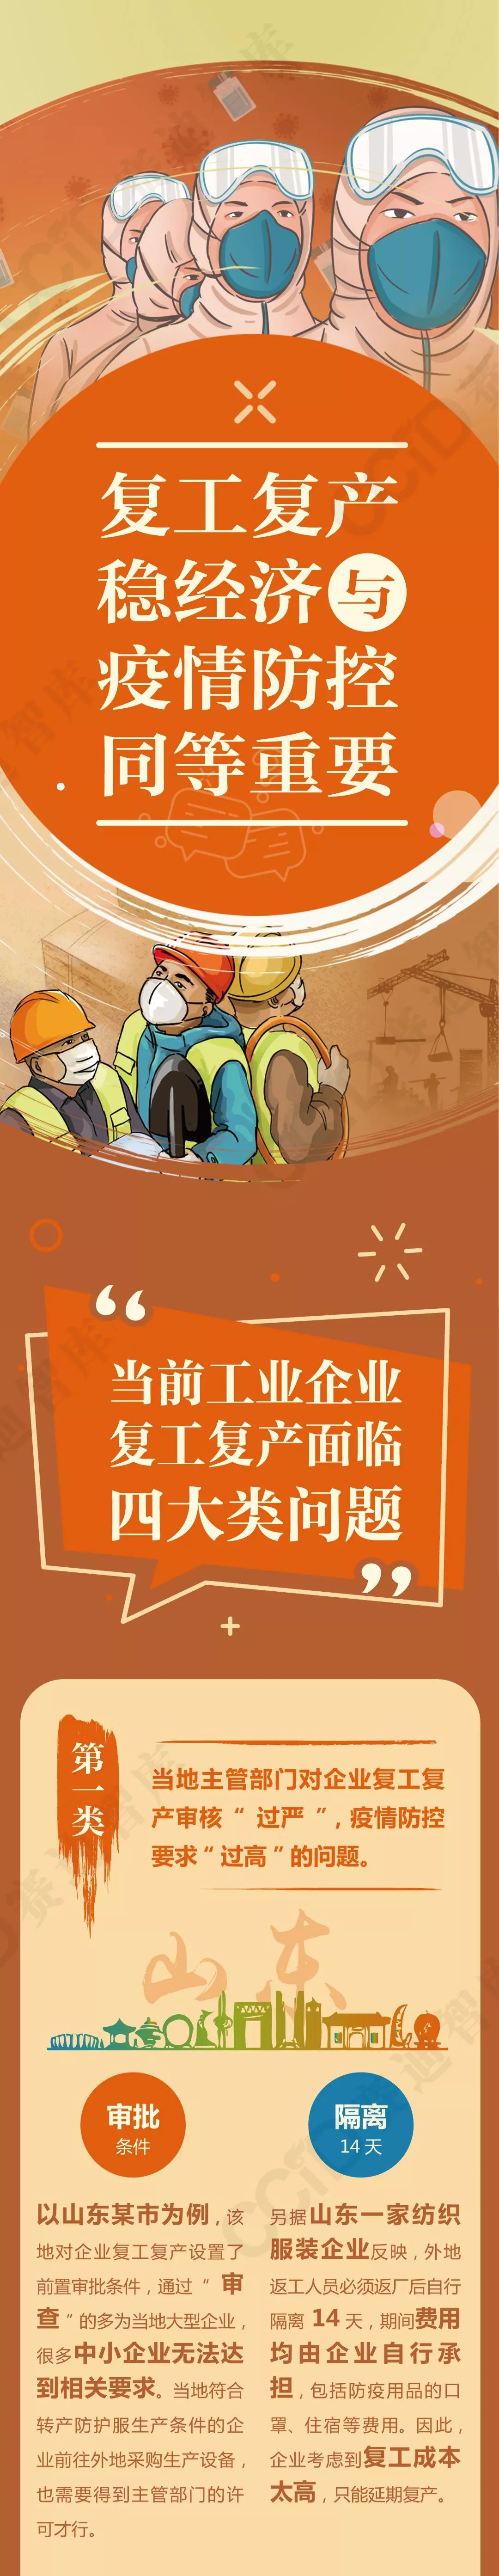 复工复产
稳经济与
疫情防控
同等重要
“
当前工业企业
复工复产面临
四大类问题
”
第一类
当地主管部门对企业复工复
产审核“过严”,疫情防控
要求“过高”的问题。
山东
审批
条件
以山东某市为例,该
地对企业复工复产设置了
前置审批条件,通过“审
查”的多为当地大型企业,
很多中小企业无法达
到相关要求。当地符合
转产防护服生产条件的企
业前往外地采购生产设备,
也需要得到主管部门的许
可才行。
隔离
14 天
另据山东一家纺织
服装企业反映,外地
返工人员必须返厂后自行
隔离 14 天,期间费用
均由企业自行承
担,包括防疫用品的口
罩、住宿等费用。因此,
企业考虑到复工成本
太高,只能延期复产。
CCID 赛迪智库